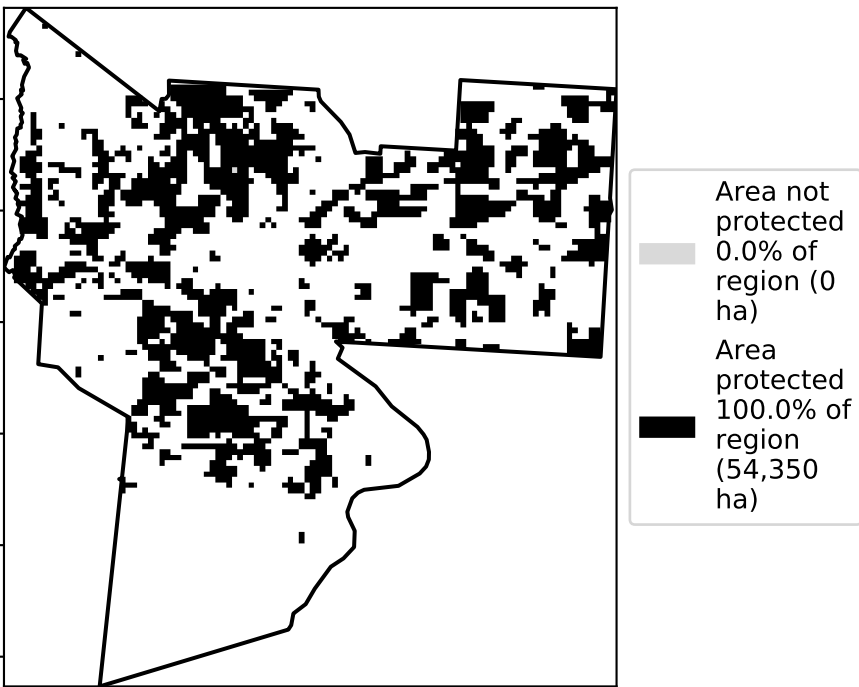 Area not
protected
0.0% of
region (0
ha)
Area
protected
100.0% of
region
(54,350
ha)